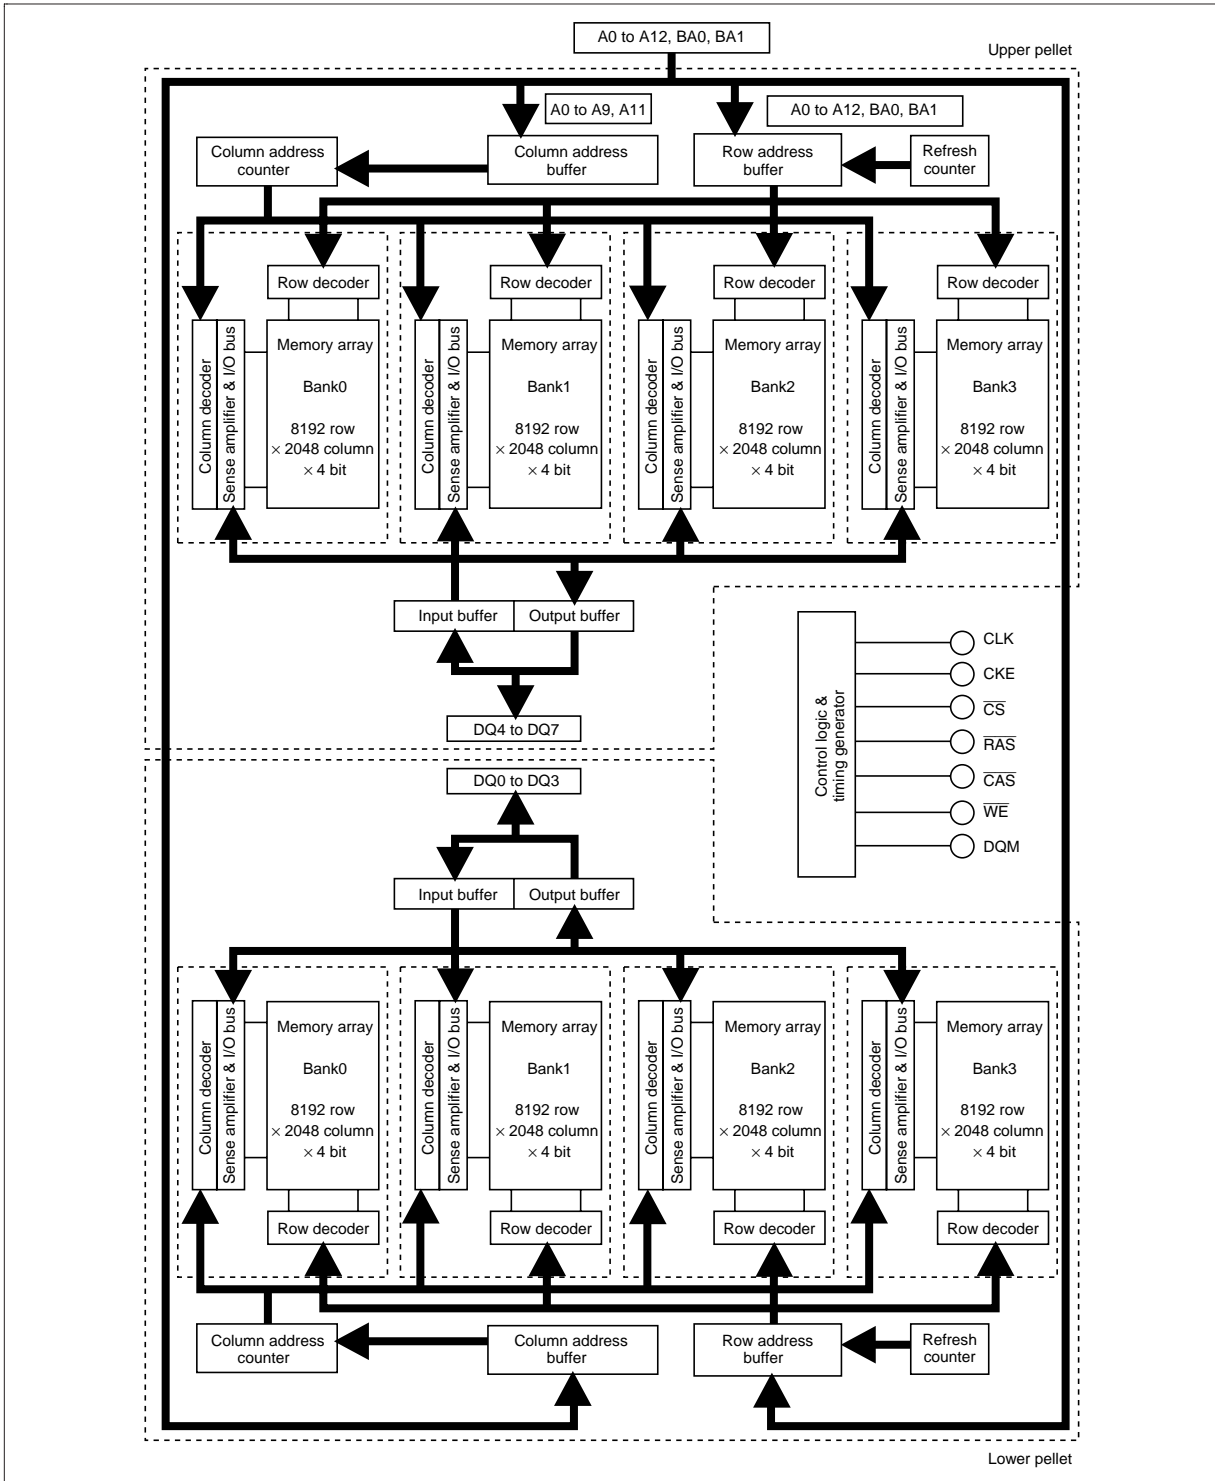 A0 to A12, BA0, BA1
Upper pellet
A0 to A9, A11
A0 to A12, BA0, BA1
Column address
counter
Column address
buffer
Row address
buffer
Refresh
counter
Row decoder
Row decoder
Row decoder
Row decoder
Column decoder
Sense amplifier & I/O bus
Memory array
Bank0
8192 row
× 2048 column
× 4 bit
Column decoder
Sense amplifier & I/O bus
Memory array
Bank1
8192 row
× 2048 column
× 4 bit
Column decoder
Sense amplifier & I/O bus
Memory array
Bank2
8192 row
× 2048 column
× 4 bit
Column decoder
Sense amplifier & I/O bus
Memory array
Bank3
8192 row
× 2048 column
× 4 bit
Input buffer
Output buffer
DQ4 to DQ7
Control logic &
timing generator
CLK
CKE
C̅S̅
R̅A̅S̅
C̅A̅S̅
W̅E̅
DQM
DQ0 to DQ3
Input buffer
Output buffer
Column decoder
Sense amplifier & I/O bus
Memory array
Bank0
8192 row
× 2048 column
× 4 bit
Column decoder
Sense amplifier & I/O bus
Memory array
Bank1
8192 row
× 2048 column
× 4 bit
Column decoder
Sense amplifier & I/O bus
Memory array
Bank2
8192 row
× 2048 column
× 4 bit
Column decoder
Sense amplifier & I/O bus
Memory array
Bank3
8192 row
× 2048 column
× 4 bit
Row decoder
Row decoder
Row decoder
Row decoder
Column address
counter
Column address
buffer
Row address
buffer
Refresh
counter
Lower pellet